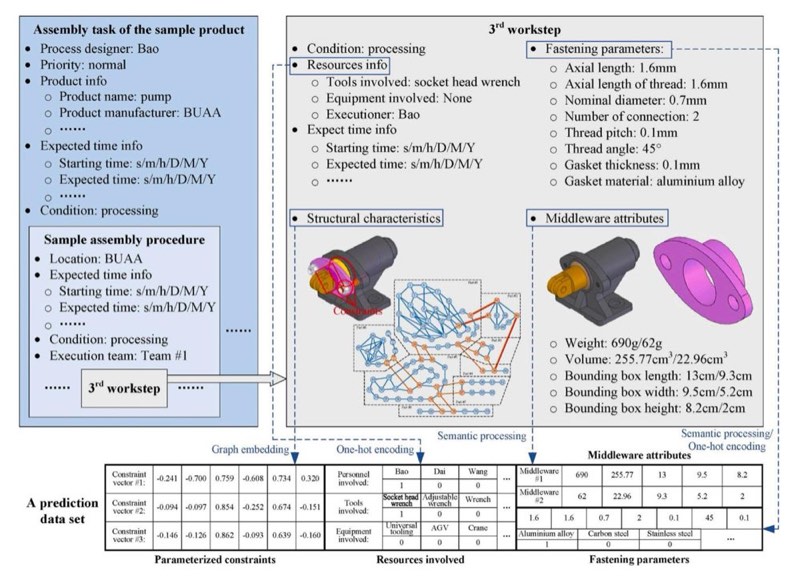 Assembly task of the sample product
• Process designer: Bao
• Priority: normal
• Product info
○ Product name: pump
○ Product manufacturer: BUAA
○ ······
• Expected time info
○ Starting time: s/m/h/D/M/Y
○ Expected time: s/m/h/D/M/Y
○ ······
• Condition: processing
Sample assembly procedure
• Location: BUAA
• Expected time info
○ Starting time: s/m/h/D/M/Y
○ Expected time: s/m/h/D/M/Y
○ ······
• Condition: processing
• Execution team: Team #1
······
······ 3rd workstep ······
3rd workstep
• Condition: processing
• Resources info
○ Tools involved: socket head wrench
○ Equipment involved: None
○ Executioner: Bao
• Expect time info
○ Starting time: s/m/h/D/M/Y
○ Expected time: s/m/h/D/M/Y
○ ······
• Fastening parameters:
○ Axial length: 1.6mm
○ Axial length of thread: 1.6mm
○ Nominal diameter: 0.7mm
○ Number of connection: 2
○ Thread pitch: 0.1mm
○ Thread angle: 45°
○ Gasket thickness: 0.1mm
○ Gasket material: aluminium alloy
• Structural characteristics
Constraints
• Middleware attributes
○ Weight: 690g/62g
○ Volume: 255.77cm³/22.96cm³
○ Bounding box length: 13cm/9.3cm
○ Bounding box width: 9.5cm/5.2cm
○ Bounding box height: 8.2cm/2cm
Graph embedding
One-hot encoding
Semantic processing
Semantic processing/
One-hot encoding
Middleware attributes
A prediction
data set
Constraint
vector #1: -0.241 -0.700 0.759 -0.608 0.734 0.320
Constraint
vector #2: -0.094 -0.097 0.854 -0.252 0.674 -0.151
Constraint
vector #3: -0.146 -0.126 0.862 -0.093 0.639 -0.160
Parameterized constraints
Personnel
involved:
Bao Dai Wang ...
1 0 0
Tools
involved:
Socket head wrench Adjustable wrench Wrench ...
1 0 0
Equipment
involved:
Universal tooling AGV Crane ...
0 0 0
Resources involved
Middleware
#1 690 255.77 13 9.5 8.2
Middleware
#2 62 22.96 9.3 5.2 2
1.6 1.6 0.7 2 0.1 45 0.1
Aluminium alloy Carbon steel Stainless steel ...
1 0 0
Fastening parameters